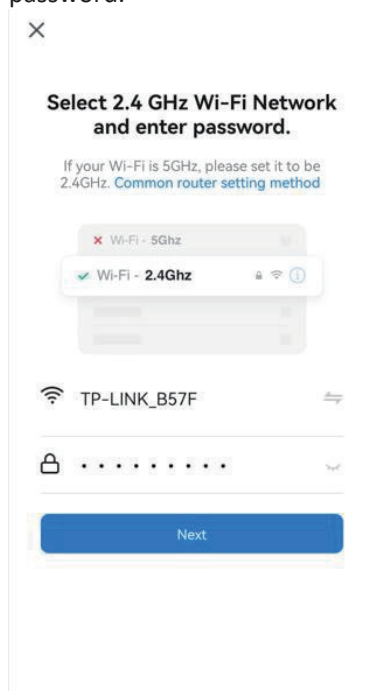 password.
Select 2.4 GHz Wi-Fi Network
and enter password.
If your Wi-Fi is 5GHz, please set it to be
2.4GHz. Common router setting method
Wi-Fi - 5Ghz
Wi-Fi - 2.4Ghz
TP-LINK_B57F
Next